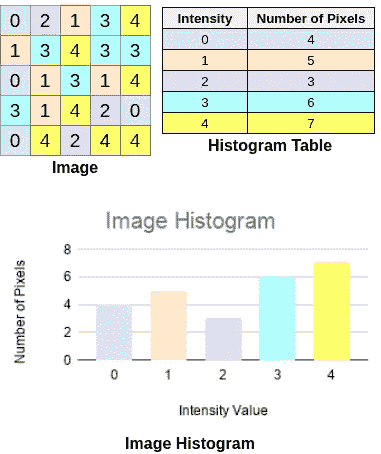 0 2 1 3 4
1 3 4 3 3
0 1 3 1 4
3 1 4 2 0
0 4 2 4 4
Image
Intensity Number of Pixels
0 4
1 5
2 3
3 6
4 7
Histogram Table
Image Histogram
Number of Pixels
8
6
4
2
0
0 1 2 3 4
Intensity Value
Image Histogram